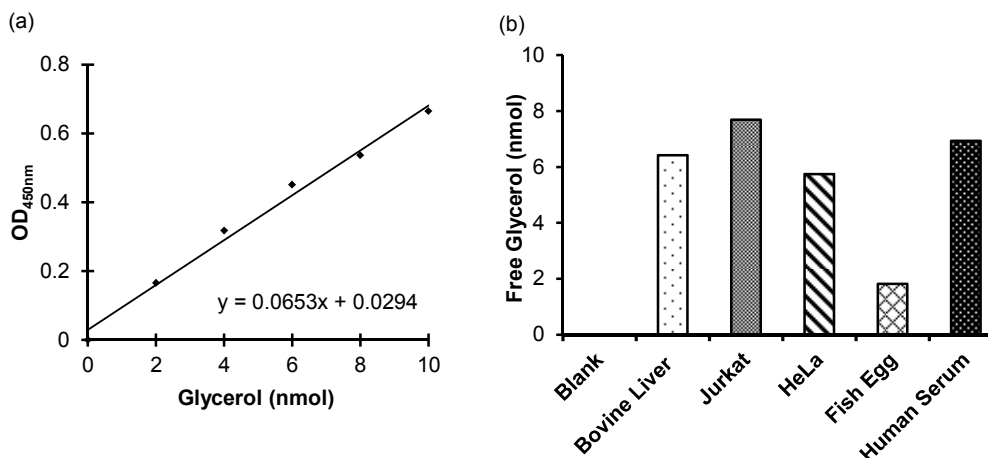 (a)
0.8
0.6
0.4
0.2
0
OD450nm
0 2 4 6 8 10
y = 0.0653x + 0.0294
Glycerol (nmol)
(b)
10
8
6
4
2
0
Free Glycerol (nmol)
Blank
Bovine Liver
Jurkat
HeLa
Fish Egg
Human Serum